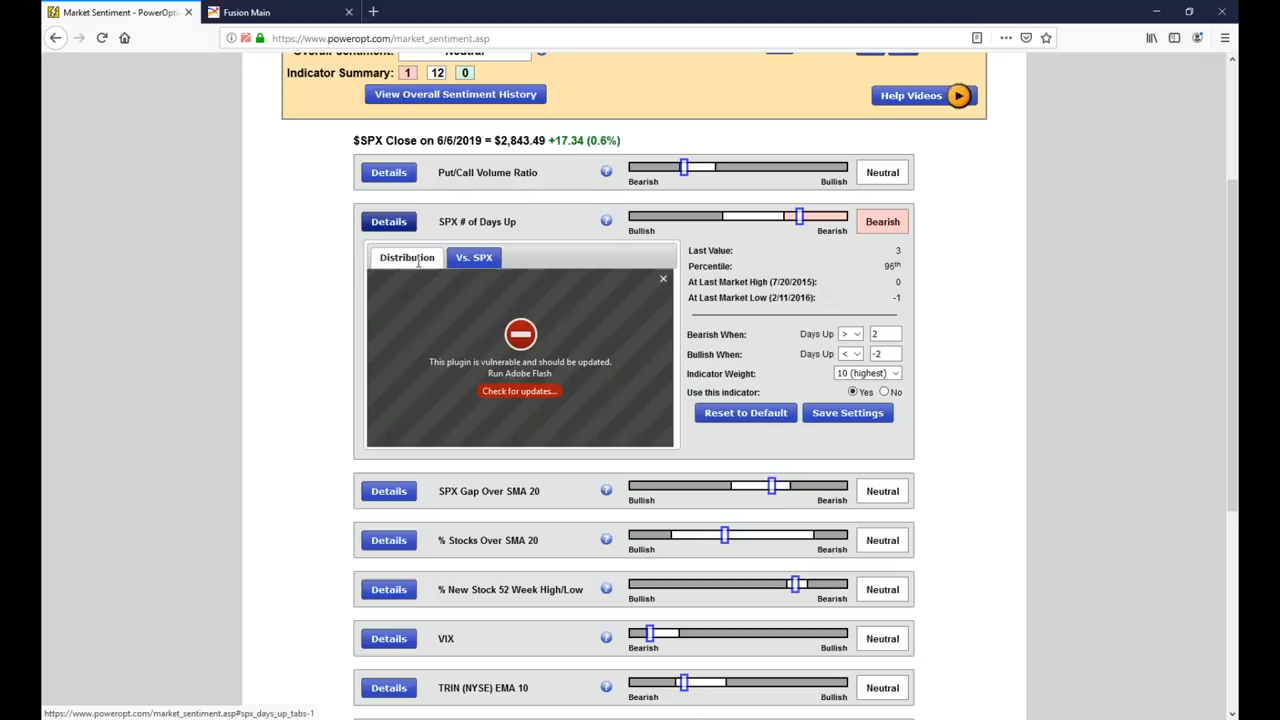 Market Sentiment - PowerOpti
Fusion Main
https://www.poweropt.com/market_sentiment.asp
Overall Sentiment: Neutral
Indicator Summary: 1 12 0
View Overall Sentiment History
Help Videos
$SPX Close on 6/6/2019 = $2,843.49 +17.34 (0.6%)
Details Put/Call Volume Ratio ? Neutral
Bearish Bullish
Details SPX # of Days Up ? Bearish
Bullish Bearish
Distribution Vs. SPX
This plugin is vulnerable and should be updated.
Run Adobe Flash
Check for updates...
Last Value: 3
Percentile: 96th
At Last Market High (7/20/2015): 0
At Last Market Low (2/11/2016): -1
Bearish When: Days Up > 2
Bullish When: Days Up < -2
Indicator Weight: 10 (highest)
Use this indicator: Yes No
Reset to Default Save Settings
Details SPX Gap Over SMA 20 ? Neutral
Bullish Bearish
Details % Stocks Over SMA 20 ? Neutral
Bullish Bearish
Details % New Stock 52 Week High/Low ? Neutral
Bullish Bearish
Details VIX ? Neutral
Bearish Bullish
Details TRIN (NYSE) EMA 10 ? Neutral
Bearish Bullish
https://www.poweropt.com/market_sentiment.asp#spx_days_up_tabs-1